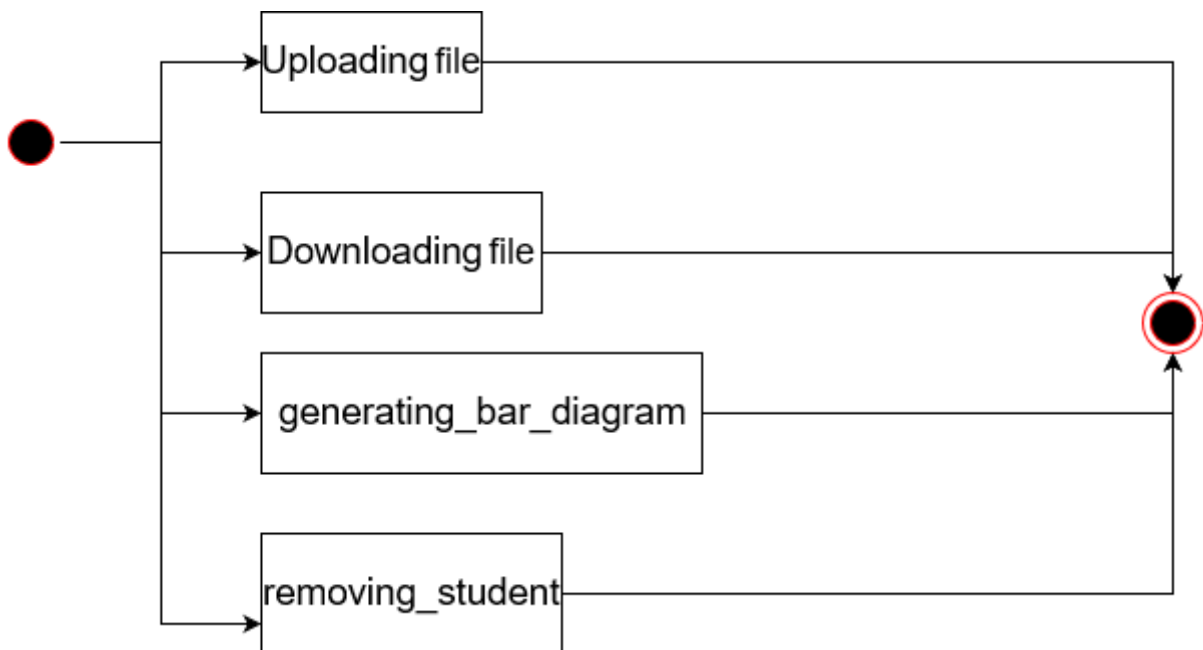 Uploading file
Downloading file
generating_bar_diagram
removing_student